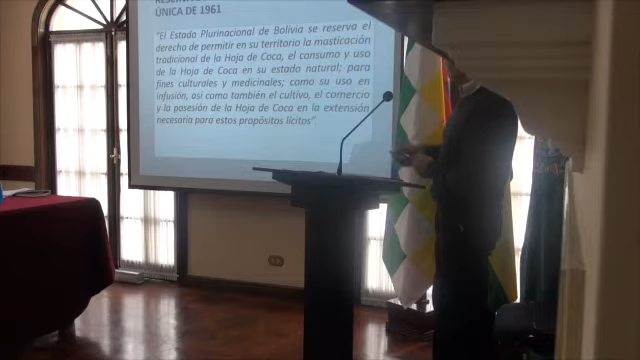 ÚNICA DE 1961
"El Estado Plurinacional de Bolivia se reserva el
derecho de permitir en su territorio la masticación
tradicional de la Hoja de Coca, el consumo y uso
de la Hoja de Coca en su estado natural; para
fines culturales y medicinales; como su uso en
infusión, así como también el cultivo, el comercio
y la posesión de la Hoja de Coca en la extensión
necesaria para estos propósitos lícitos".